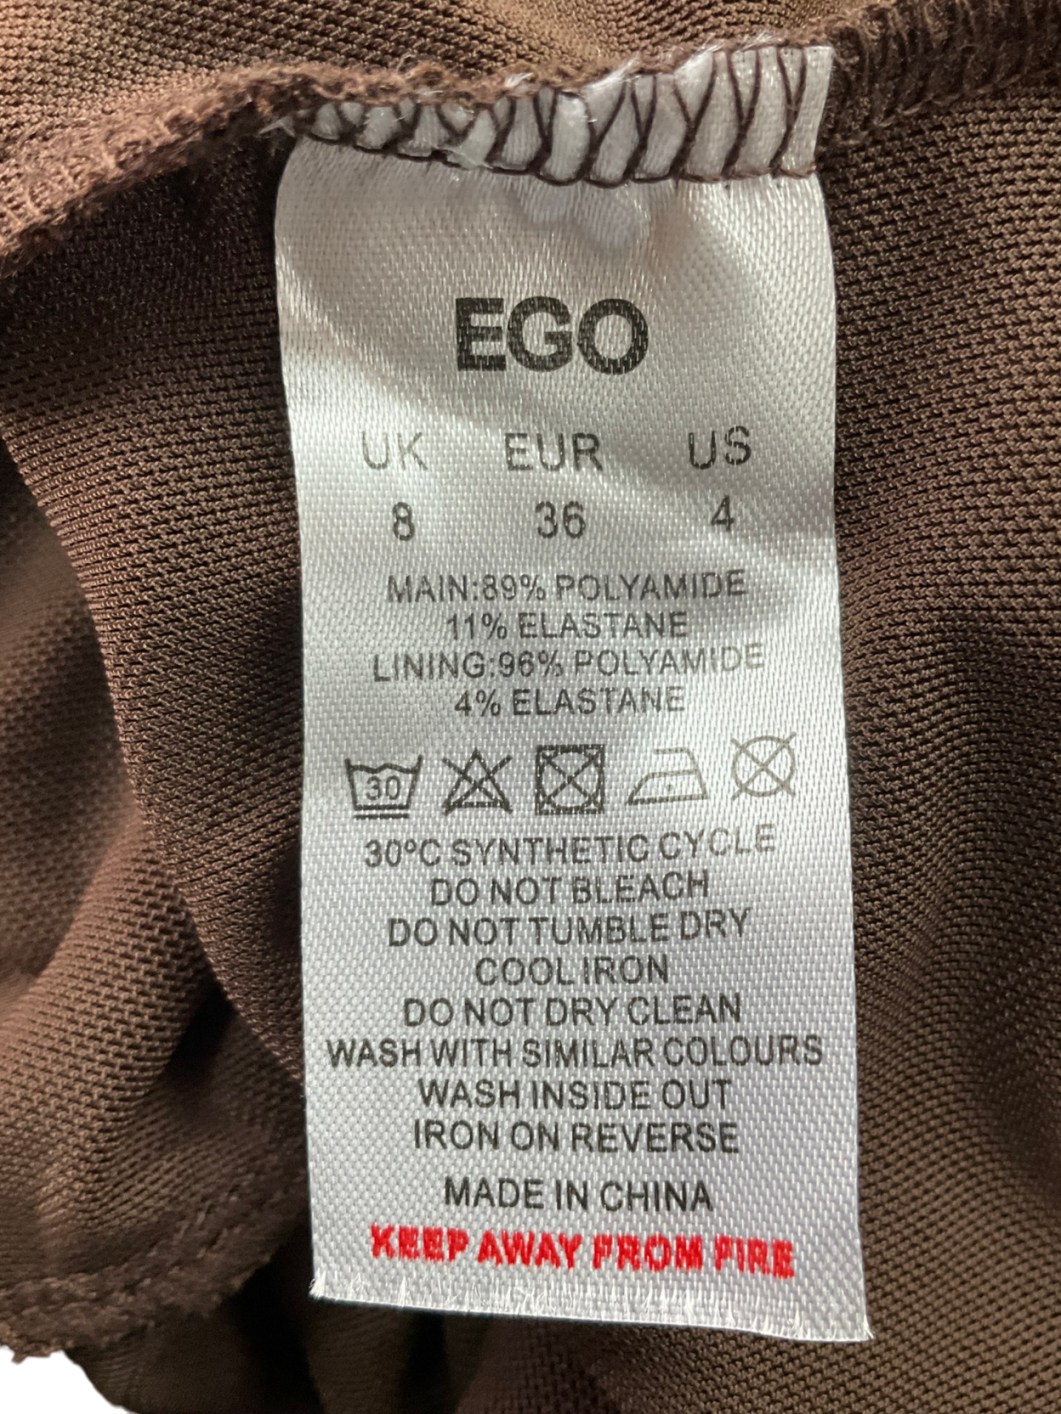 EGO
UK EUR US
8 36 4
MAIN:89% POLYAMIDE
11% ELASTANE
LINING:96% POLYAMIDE
4% ELASTANE
30
30°C SYNTHETIC CYCLE
DO NOT BLEACH
DO NOT TUMBLE DRY
COOL IRON
DO NOT DRY CLEAN
WASH WITH SIMILAR COLOURS
WASH INSIDE OUT
IRON ON REVERSE
MADE IN CHINA
KEEP AWAY FROM FIRE